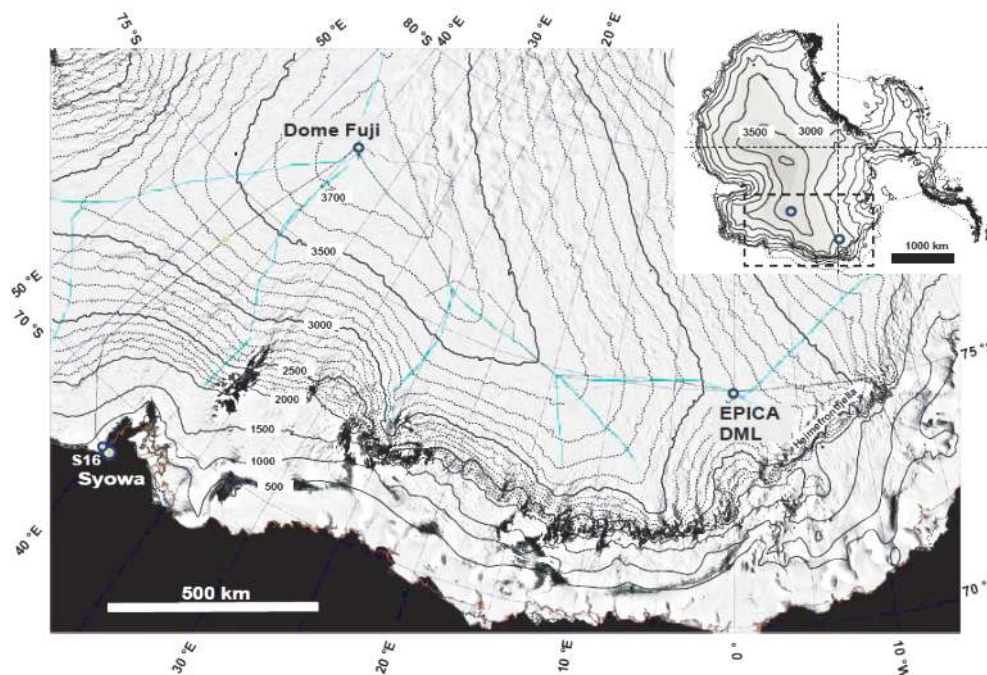 75 °S
50 °E
80 °S
40 °E
30 °E
20 °E
Dome Fuji
3700
3500
3500
3000
1000 km
50 °E
70 °S
3000
2500
2000
1500
1000
500
75°S
EPICA
DML
Heimefrontfjella
S16
Syowa
40 °E
500 km
70 °S
30 °E
20 °E
10 °E
0 °
10 °W